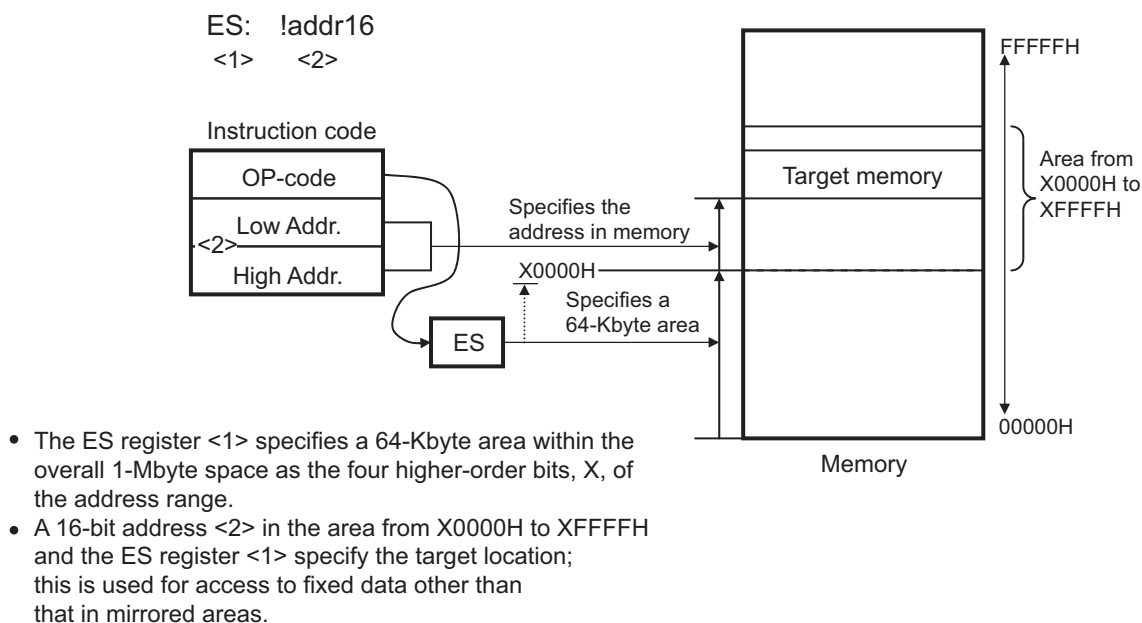 ES: !addr16
<1> <2>
Instruction code
OP-code
Low Addr.
<2>
High Addr.
ES
Specifies the
address in memory
X0000H
Specifies a
64-Kbyte area
FFFFFH
Target memory
Area from
X0000H to
XFFFFH
00000H
Memory
• The ES register <1> specifies a 64-Kbyte area within the
overall 1-Mbyte space as the four higher-order bits, X, of
the address range.
• A 16-bit address <2> in the area from X0000H to XFFFFH
and the ES register <1> specify the target location;
this is used for access to fixed data other than
that in mirrored areas.